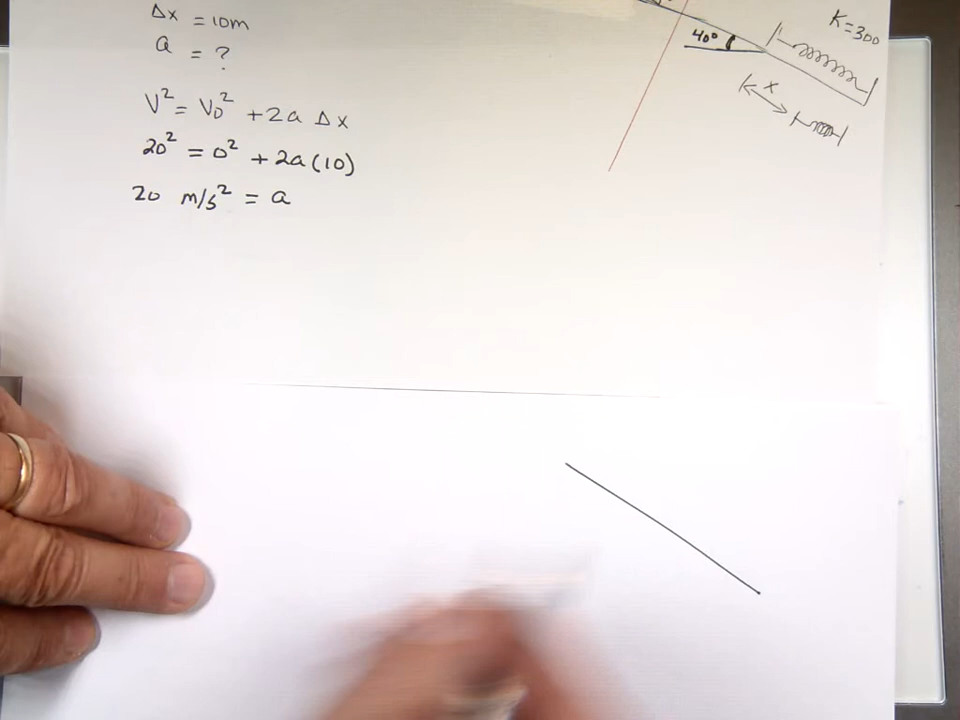 Δx = 10m
a = ?
V² = V₀² + 2a Δx
20² = 0² + 2a(10)
20 m/s² = a
40°
K=300
x